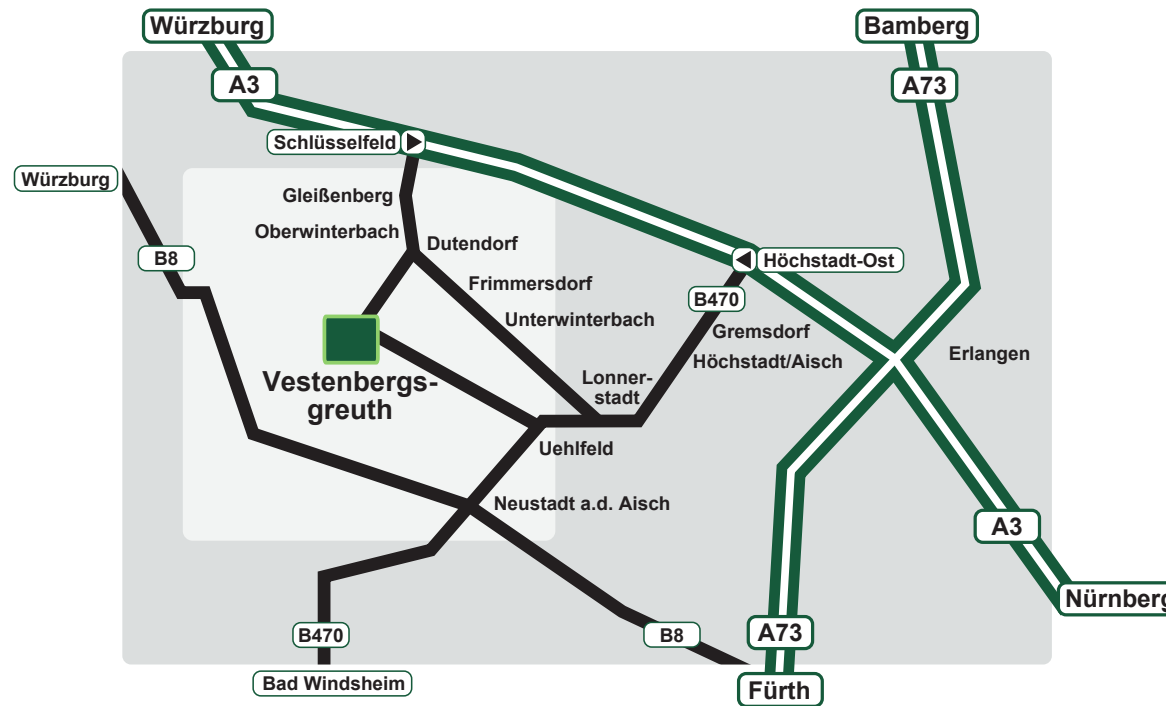 Würzburg
Bamberg
A3
A73
Schlüsselfeld
Würzburg
Gleißenberg
Oberwinterbach
Dutendorf
B8
Höchstadt-Ost
Frimmersdorf
B470
Unterwinterbach
Gremsdorf
Höchstadt/Aisch
Erlangen
Vestenbergs-
greuth
Lonner-
stadt
Uehlfeld
Neustadt a.d. Aisch
A3
Nürnberg
B470
B8
A73
Bad Windsheim
Fürth